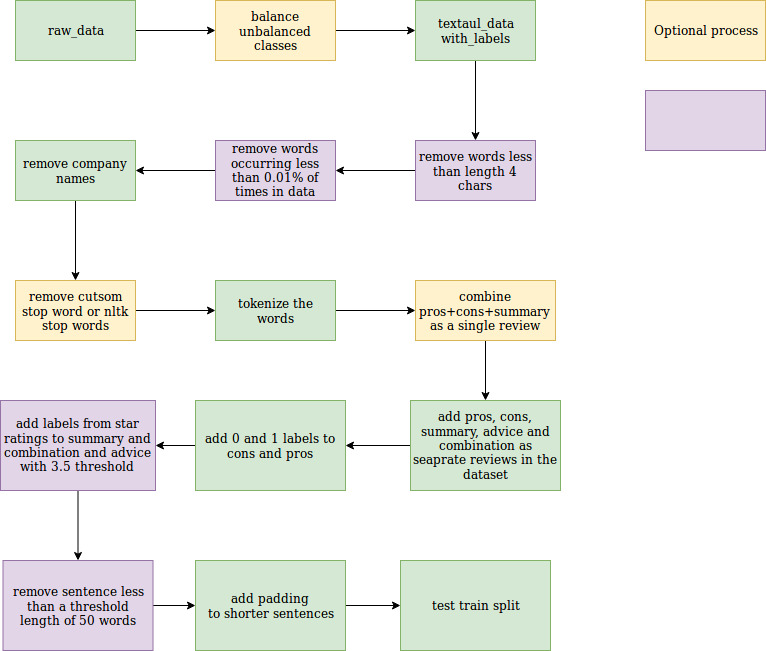 raw_data
balance
unbalanced
classes
textaul_data
with_labels
Optional process
remove company
names
remove words
occurring less
than 0.01% of
times in data
remove words less
than length 4
chars
remove cutsom
stop word or nltk
stop words
tokenize the
words
combine
pros+cons+summary
as a single review
add labels from star
ratings to summary and
combination and advice
with 3.5 threshold
add 0 and 1 labels to
cons and pros
add pros, cons,
summary, advice and
combination as
seaprate reviews in the
dataset
remove sentence less
than a threshold
length of 50 words
add padding
to shorter sentences
test train split